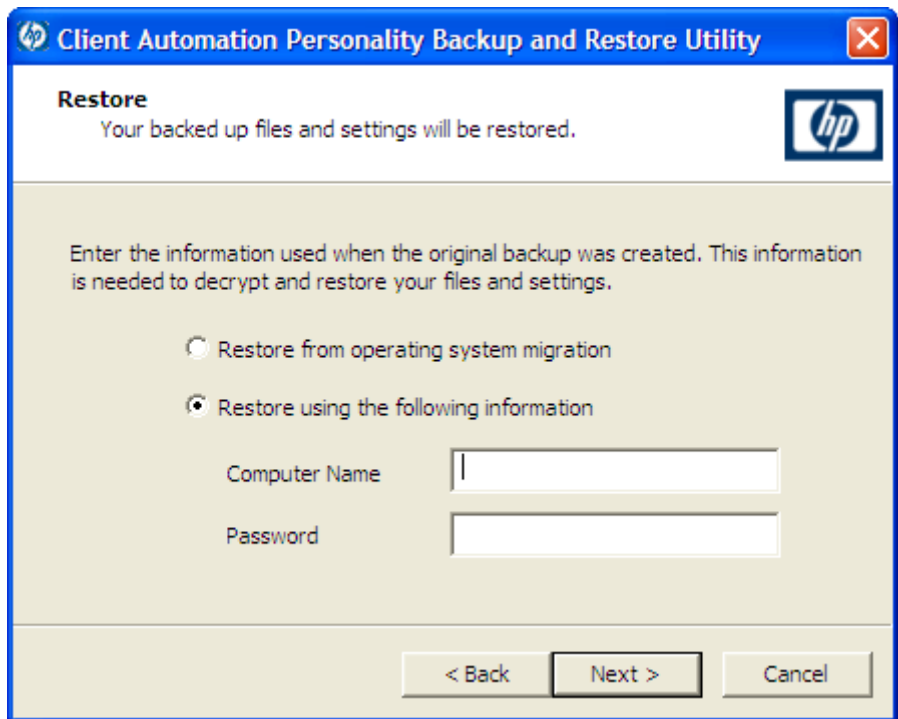 hp Client Automation Personality Backup and Restore Utility
Restore
Your backed up files and settings will be restored.
hp
Enter the information used when the original backup was created. This information
is needed to decrypt and restore your files and settings.
Restore from operating system migration
Restore using the following information
Computer Name
Password
< Back Next > Cancel